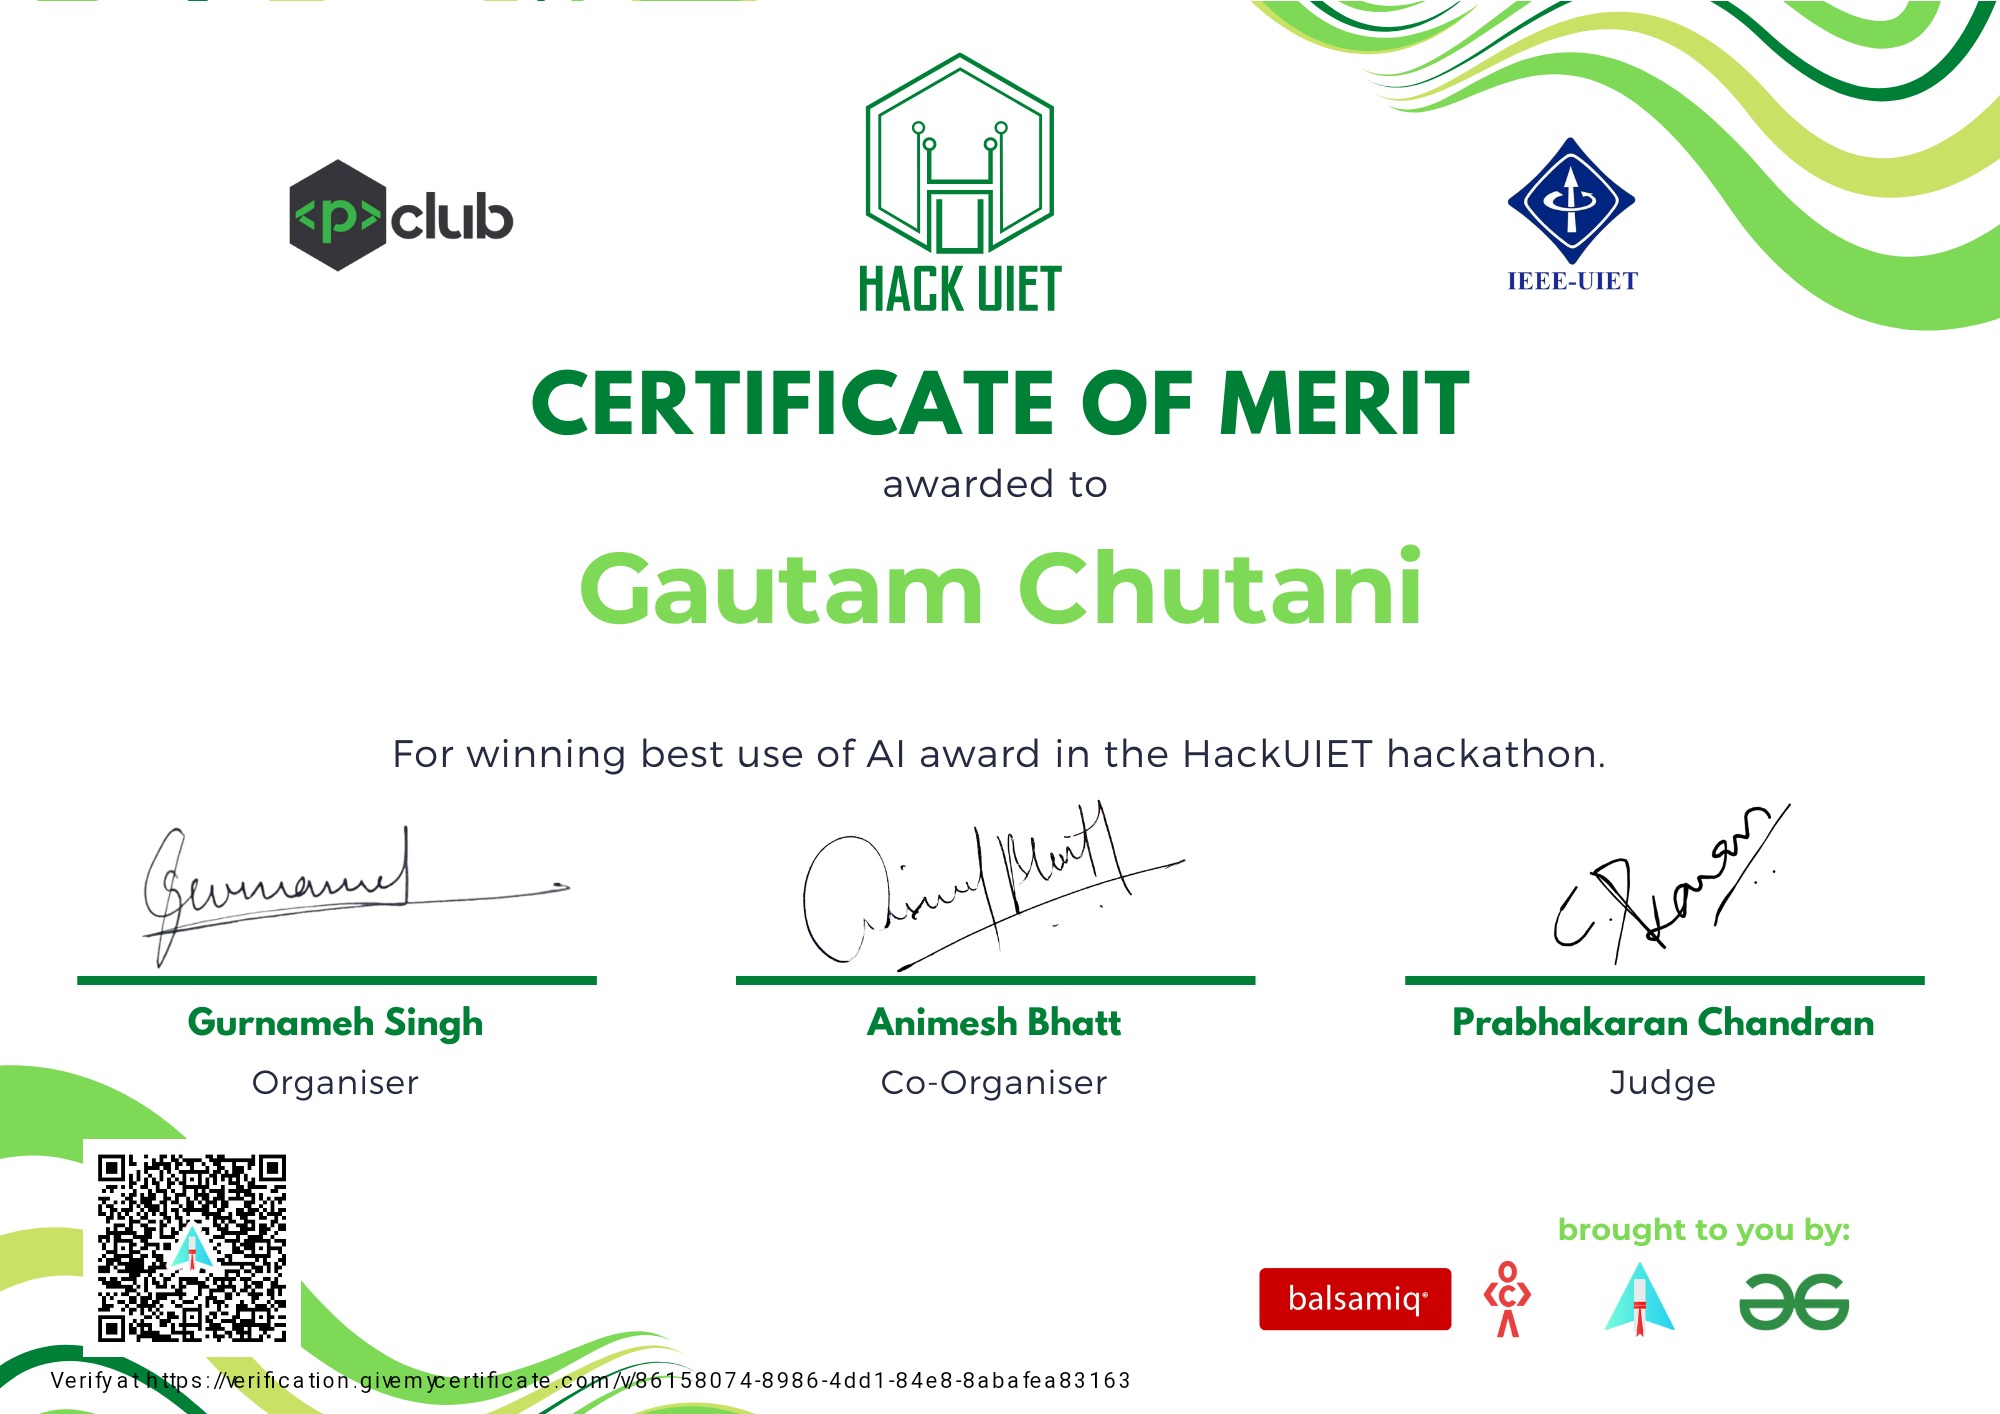 <p>club
HACK UIET
IEEE-UIET
CERTIFICATE OF MERIT
awarded to
Gautam Chutani
For winning best use of AI award in the HackUIET hackathon.
Gurnameh Singh
Animesh Bhatt
Prabhakaran Chandran
Organiser
Co-Organiser
Judge
brought to you by:
balsamiq®
Verify at https://verification.givemycertificate.com/v/86158074-8986-4dd1-84e8-8abafea83163